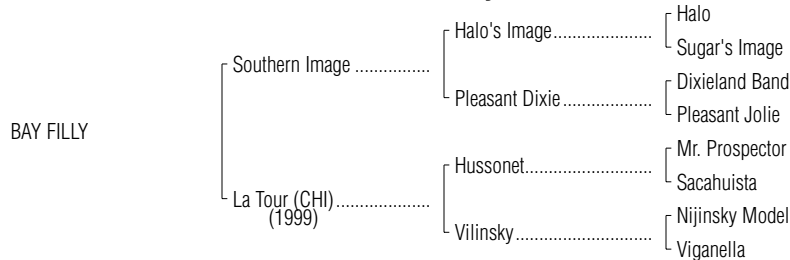 Halo
Halo's Image.....................
Sugar's Image
Southern Image ................
Dixieland Band
Pleasant Dixie...................
Pleasant Jolie
BAY FILLY
Mr. Prospector
Hussonet...........................
Sacahuista
La Tour (CHI) ....................
(1999)
Nijinsky Model
Vilinsky.............................
Viganella